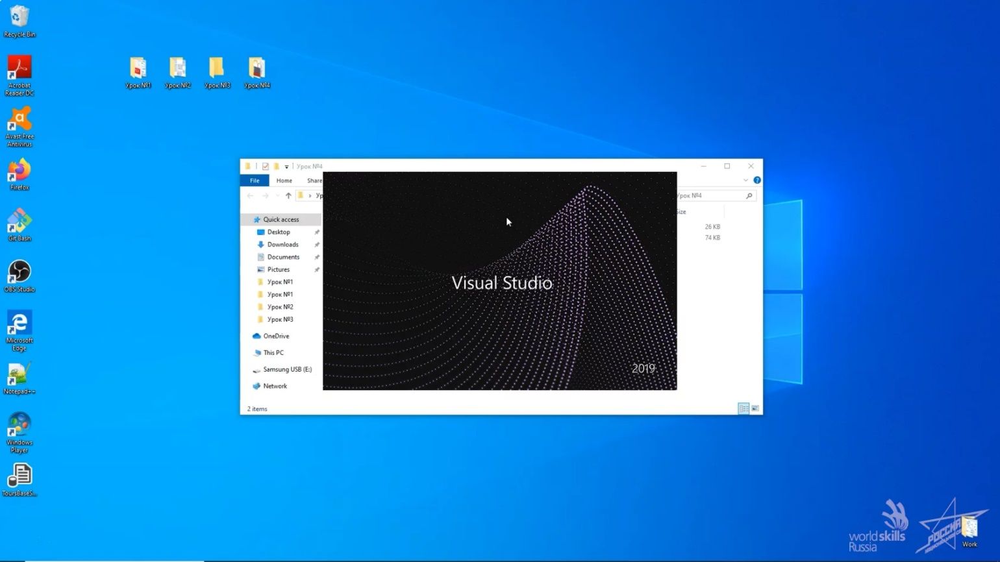 Recycle Bin
Acrobat
Reader DC
Avast Free
Antivirus
Firefox
Git Bash
OBS Studio
Microsoft
Edge
Notepad++
Windows
Player
ToursBaseS...
Урок №1
Урок №2
Урок №3
Урок №4
Урок №4
File
Home
Share
Ур
Урок №4
Size
26 KB
74 KB
Quick access
Desktop
Downloads
Documents
Pictures
Урок №1
Урок №1
Урок №2
Урок №3
OneDrive
This PC
Samsung USB (E:)
Network
2 items
Visual Studio
2019
worldskills
Russia
РОССИЯ
Work